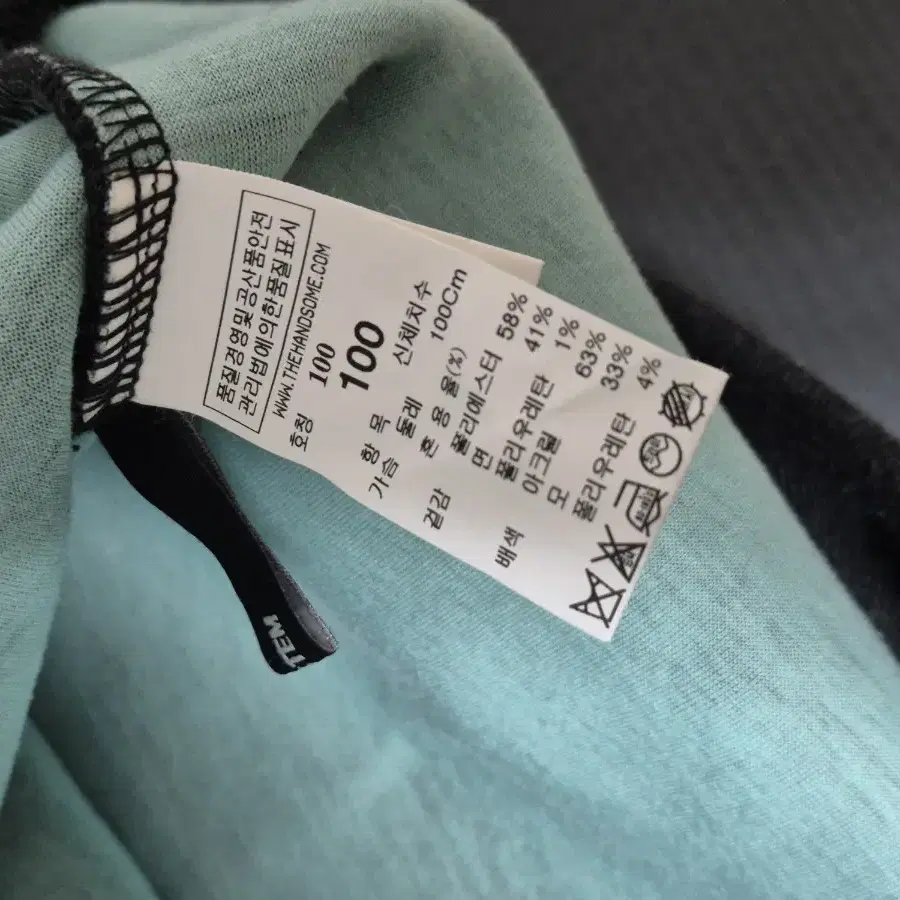 품질경영및공산품안전
관리법에의한품질표시
WWW.THEHANDSOME.COM
호칭 100
100
항 목 신체치수
가슴 둘레 100Cm
혼 용 율(%)
겉감 폴리에스터 58%
면 41%
폴리우레탄 1%
배색 아크릴 63%
모 33%
폴리우레탄 4%
TEM